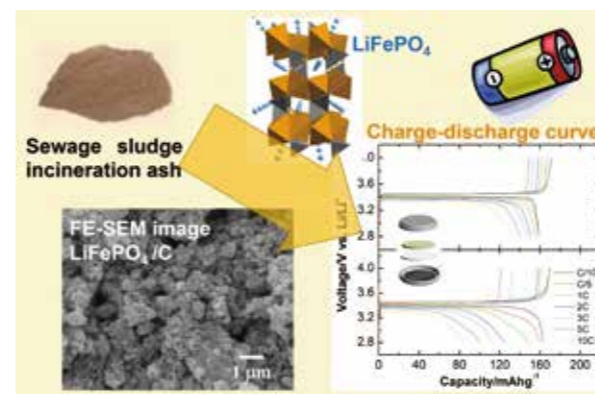 LiFePO4
Sewage sludge
incineration ash
Charge-discharge curve
FE-SEM image
LiFePO4/C
1 μm
Voltage/V vs. Li/Li+
.0
3.6
3.2
2.8
4.0
3.6
3.2
2.8
C/10
C/5
1C
2C
3C
5C
10C
0 40 80 120 160 200
Capacity/mAhg-1